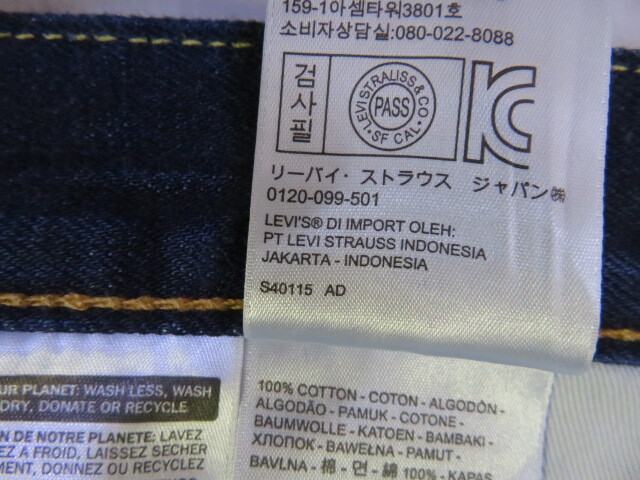 159-1아셈타워3801호
소비자상담실:080-022-8088
검사필
LEVI STRAUSS & CO
PASS
SF CAL
リーバイ・ストラウス ジャパン㈱
0120-099-501
LEVI'S® DI IMPORT OLEH:
PT LEVI STRAUSS INDONESIA
JAKARTA - INDONESIA
S40115 AD
UR PLANET: WASH LESS, WASH
DRY, DONATE OR RECYCLE
N DE NOTRE PLANETE: LAVEZ
Z A FROID, LAISSEZ SECHER
MENT, DONNEZ OU RECYCLEZ
100% COTTON - COTON - ALGODÓN -
ALGODÃO - PAMUK - COTONE -
BAUMWOLLE - KATOEN - BAMBAKI -
ХЛОПОК - BAWEŁNA - PAMUT -
BAVLNA - 棉 - 면 - 綿 100% - KAPAS